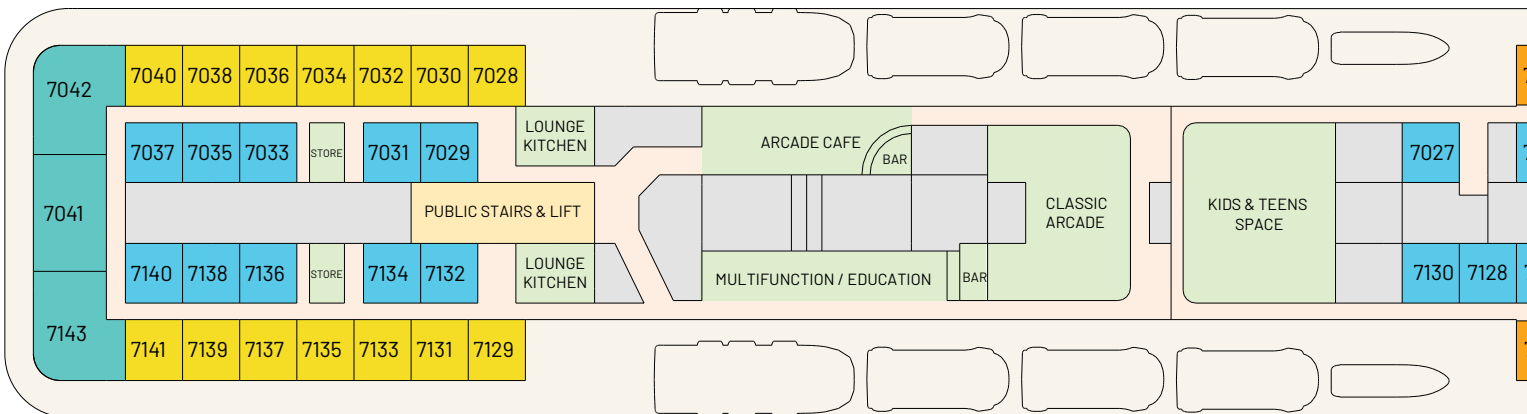 7042
7040 7038 7036 7034 7032 7030 7028
LOUNGE
KITCHEN
7037 7035 7033 STORE 7031 7029
ARCADE CAFE
BAR
7027
7041
PUBLIC STAIRS & LIFT
CLASSIC
ARCADE
KIDS & TEENS
SPACE
7140 7138 7136 STORE 7134 7132
LOUNGE
KITCHEN
MULTIFUNCTION / EDUCATION
BAR
7130 7128
7143
7141 7139 7137 7135 7133 7131 7129